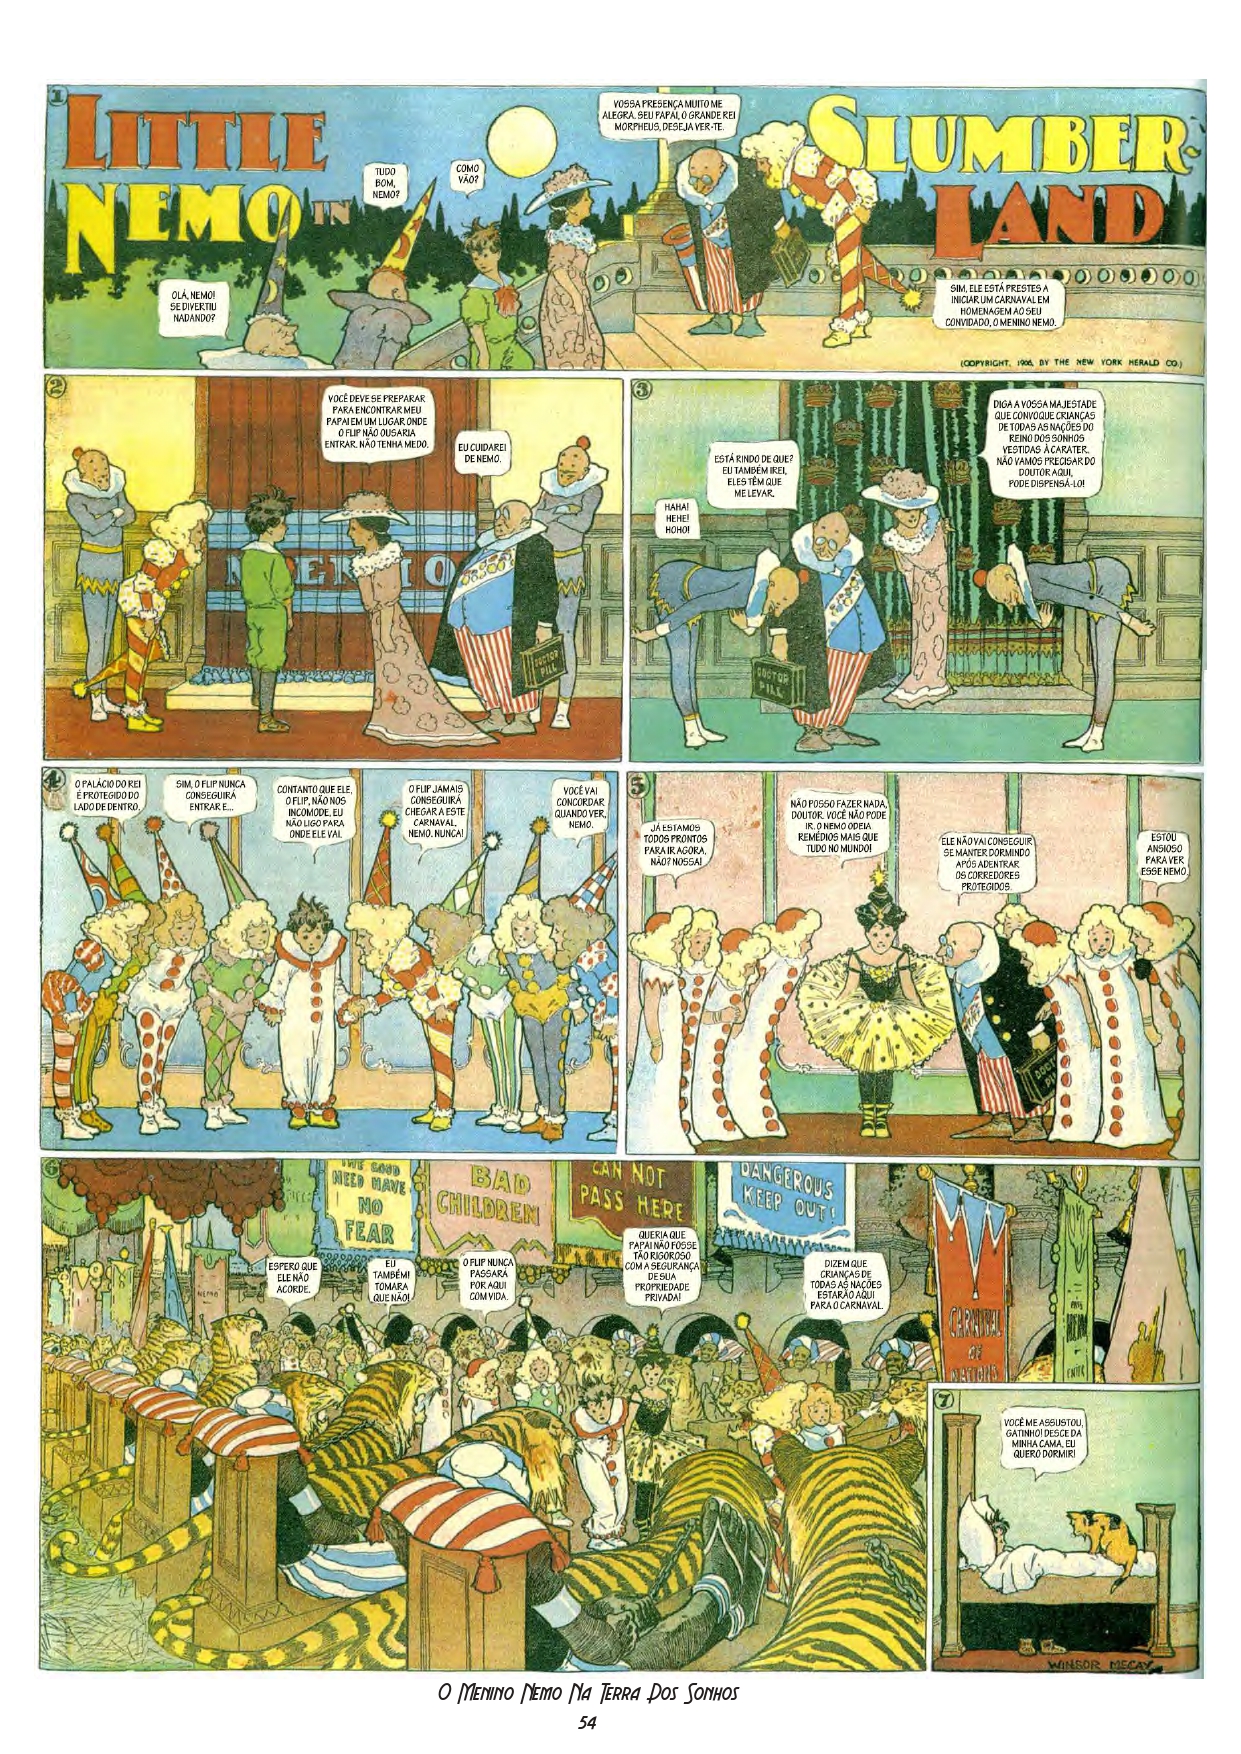 1
LITTLE
NEMO IN
SLUMBER-
LAND
OLÁ, NEMO!
SE DIVERTIU
NADANDO?
TUDO
BOM,
NEMO?
COMO
VÃO?
VOSSA PRESENÇA MUITO ME
ALEGRA. SEU PAPAI, O GRANDE REI
MORPHEUS, DESEJA VER-TE.
SIM, ELE ESTÁ PRESTES A
INICIAR UM CARNAVAL EM
HOMENAGEM AO SEU
CONVIDADO, O MENINO NEMO.
(COPYRIGHT, 1906, BY THE NEW YORK HERALD CO.)
2
VOCÊ DEVE SE PREPARAR
PARA ENCONTRAR MEU
PAPAI EM UM LUGAR ONDE
O FLIP NÃO OUSARIA
ENTRAR. NÃO TENHA MEDO.
EU CUIDAREI
DE NEMO.
DOCTOR
PILL
3
HAHA!
HEHE!
HOHO!
ESTÁ RINDO DE QUE?
EU TAMBÉM IREI,
ELES TÊM QUE
ME LEVAR.
DIGA A VOSSA MAJESTADE
QUE CONVOQUE CRIANÇAS
DE TODAS AS NAÇÕES DO
REINO DOS SONHOS
VESTIDAS À CARATER.
NÃO VAMOS PRECISAR DO
DOUTOR AQUI,
PODE DISPENSÁ-LO!
DOCTOR
PILL
4
O PALÁCIO DO REI
É PROTEGIDO DO
LADO DE DENTRO.
SIM, O FLIP NUNCA
CONSEGUIRÁ
ENTRAR E...
CONTANTO QUE ELE,
O FLIP, NÃO NOS
INCOMODE, EU
NÃO LIGO PARA
ONDE ELE VAI.
O FLIP JAMAIS
CONSEGUIRÁ
CHEGAR A ESTE
CARNAVAL,
NEMO. NUNCA!
VOCÊ VAI
CONCORDAR
QUANDO VER,
NEMO.
5
JÁ ESTAMOS
TODOS PRONTOS
PARA IR AGORA,
NÃO? NOSSA!
NÃO POSSO FAZER NADA,
DOUTOR. VOCÊ NÃO PODE
IR. O NEMO ODEIA
REMÉDIOS MAIS QUE
TUDO NO MUNDO!
ELE NÃO VAI CONSEGUIR
SE MANTER DORMINDO
APÓS ADENTRAR
OS CORREDORES
PROTEGIDOS.
ESTOU
ANSIOSO
PARA VER
ESSE NEMO.
6
THE GOOD
NEED HAVE
NO
FEAR
BAD
CHILDREN
CAN NOT
PASS HERE
DANGEROUS
KEEP OUT!
ESPERO QUE
ELE NÃO
ACORDE.
EU
TAMBÉM!
TOMARA
QUE NÃO!
O FLIP NUNCA
PASSARÁ
POR AQUI
COM VIDA.
QUERIA QUE
PAPAI NÃO FOSSE
TÃO RIGOROSO
COM A SEGURANÇA
DE SUA
PROPRIEDADE
PRIVADA!
DIZEM QUE
CRIANÇAS DE
TODAS AS NAÇÕES
ESTARÃO AQUI
PARA O CARNAVAL.
CARNIVAL
OF
NATIONS
7
VOCÊ ME ASSUSTOU,
GATINHO! DESCE DA
MINHA CAMA, EU
QUERO DORMIR!
WINSOR MCCAY
O MENINO NEMO NA TERRA DOS SONHOS
54